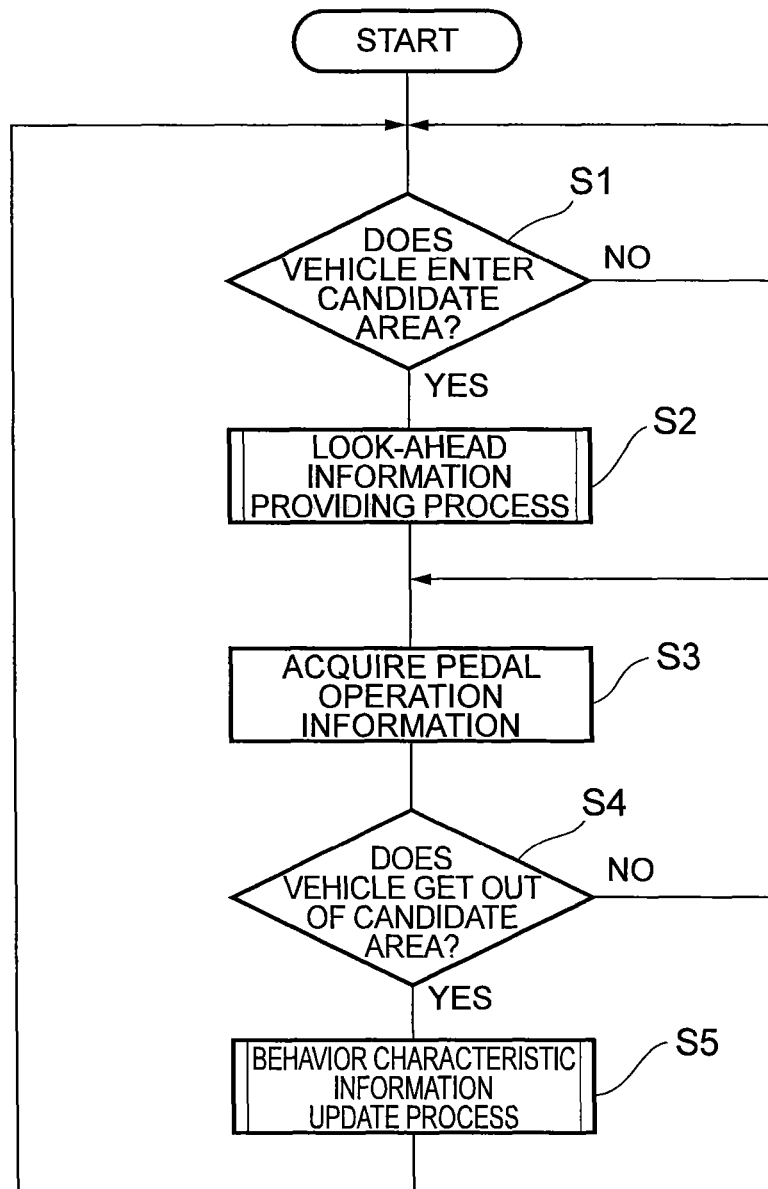 START
S1
DOES
VEHICLE ENTER
CANDIDATE
AREA?
NO
YES
S2
LOOK-AHEAD
INFORMATION
PROVIDING PROCESS
S3
ACQUIRE PEDAL
OPERATION
INFORMATION
S4
DOES
VEHICLE GET OUT
OF CANDIDATE
AREA?
NO
YES
S5
BEHAVIOR CHARACTERISTIC
INFORMATION
UPDATE PROCESS